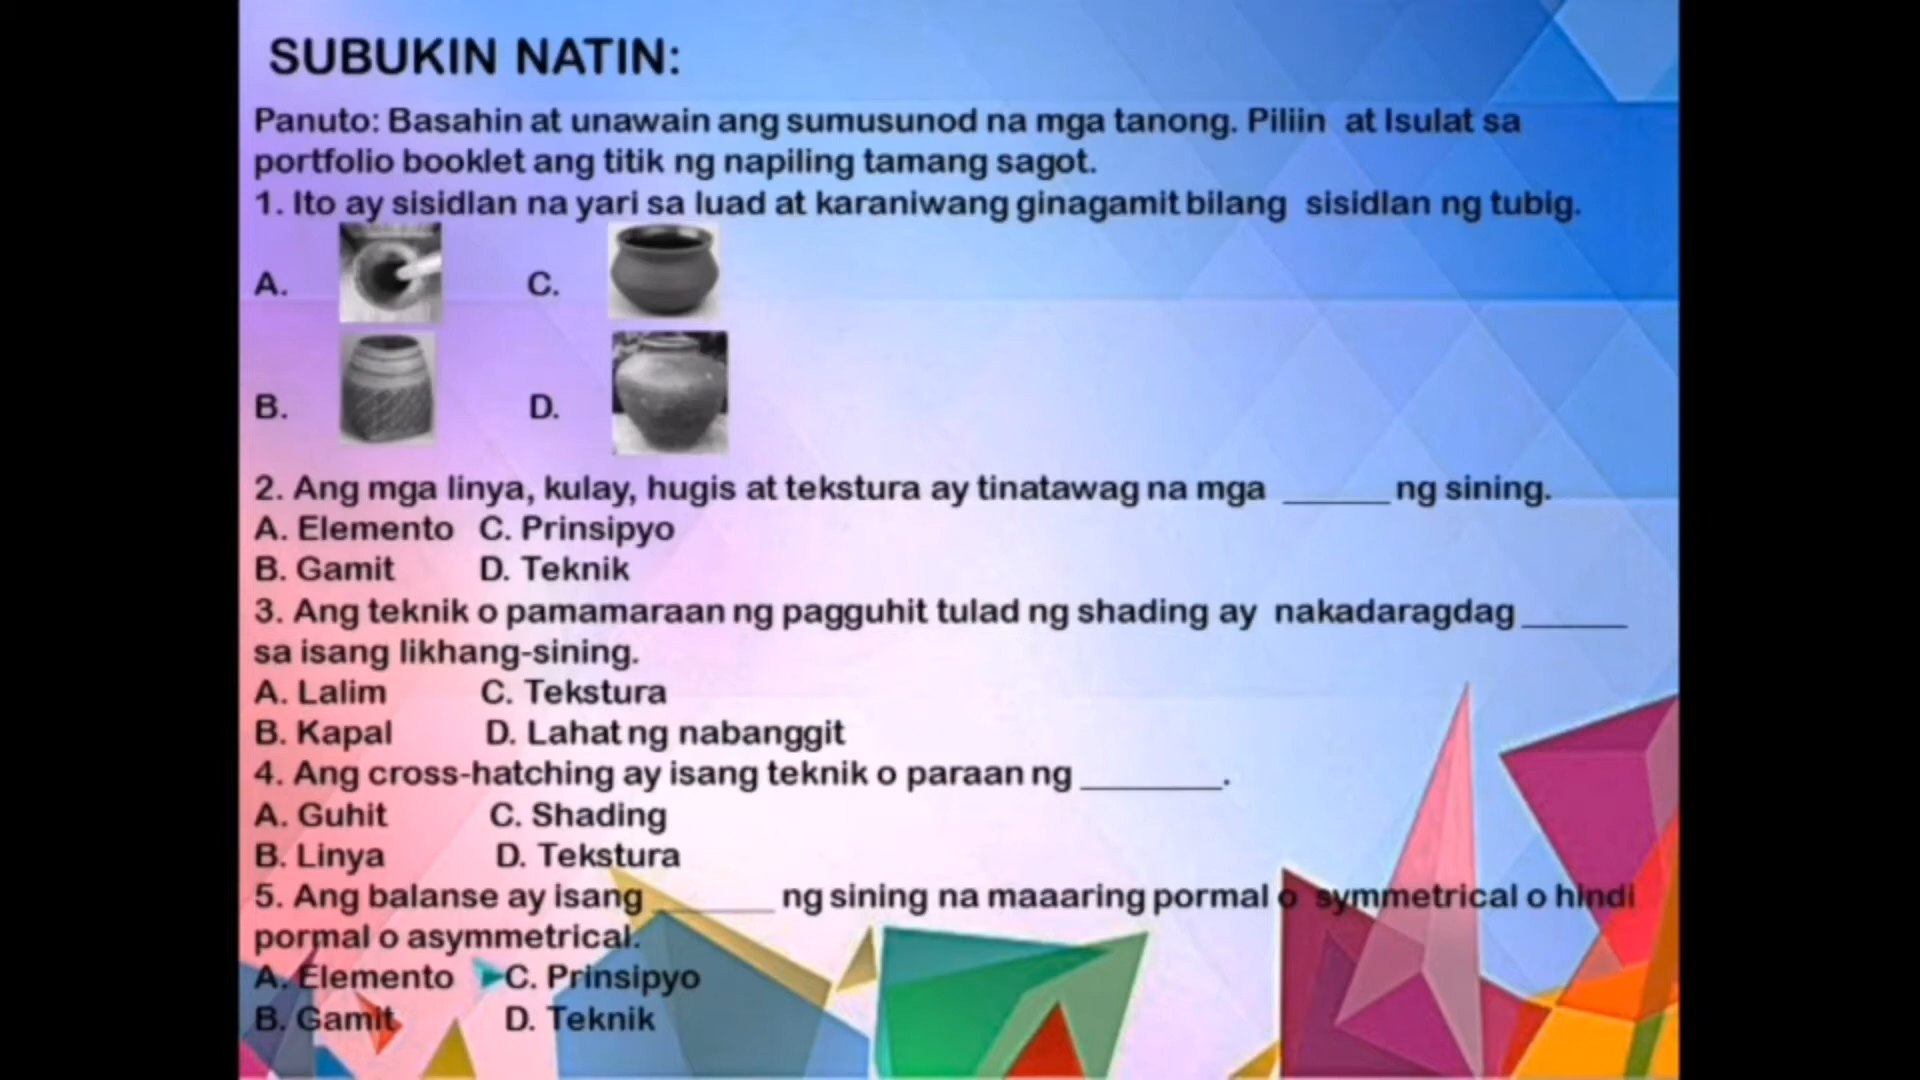 SUBUKIN NATIN:
Panuto: Basahin at unawain ang sumusunod na mga tanong. Piliin at Isulat sa
portfolio booklet ang titik ng napiling tamang sagot.
1. Ito ay sisidlan na yari sa luad at karaniwang ginagamit bilang sisidlan ng tubig.
A. C.
B. D.
2. Ang mga linya, kulay, hugis at tekstura ay tinatawag na mga ______ ng sining.
A. Elemento C. Prinsipyo
B. Gamit D. Teknik
3. Ang teknik o pamamaraan ng pagguhit tulad ng shading ay nakadaragdag ______
sa isang likhang-sining.
A. Lalim C. Tekstura
B. Kapal D. Lahat ng nabanggit
4. Ang cross-hatching ay isang teknik o paraan ng ________.
A. Guhit C. Shading
B. Linya D. Tekstura
5. Ang balanse ay isang _______ ng sining na maaaring pormal o symmetrical o hindi
pormal o asymmetrical.
A. Elemento C. Prinsipyo
B. Gamit D. Teknik